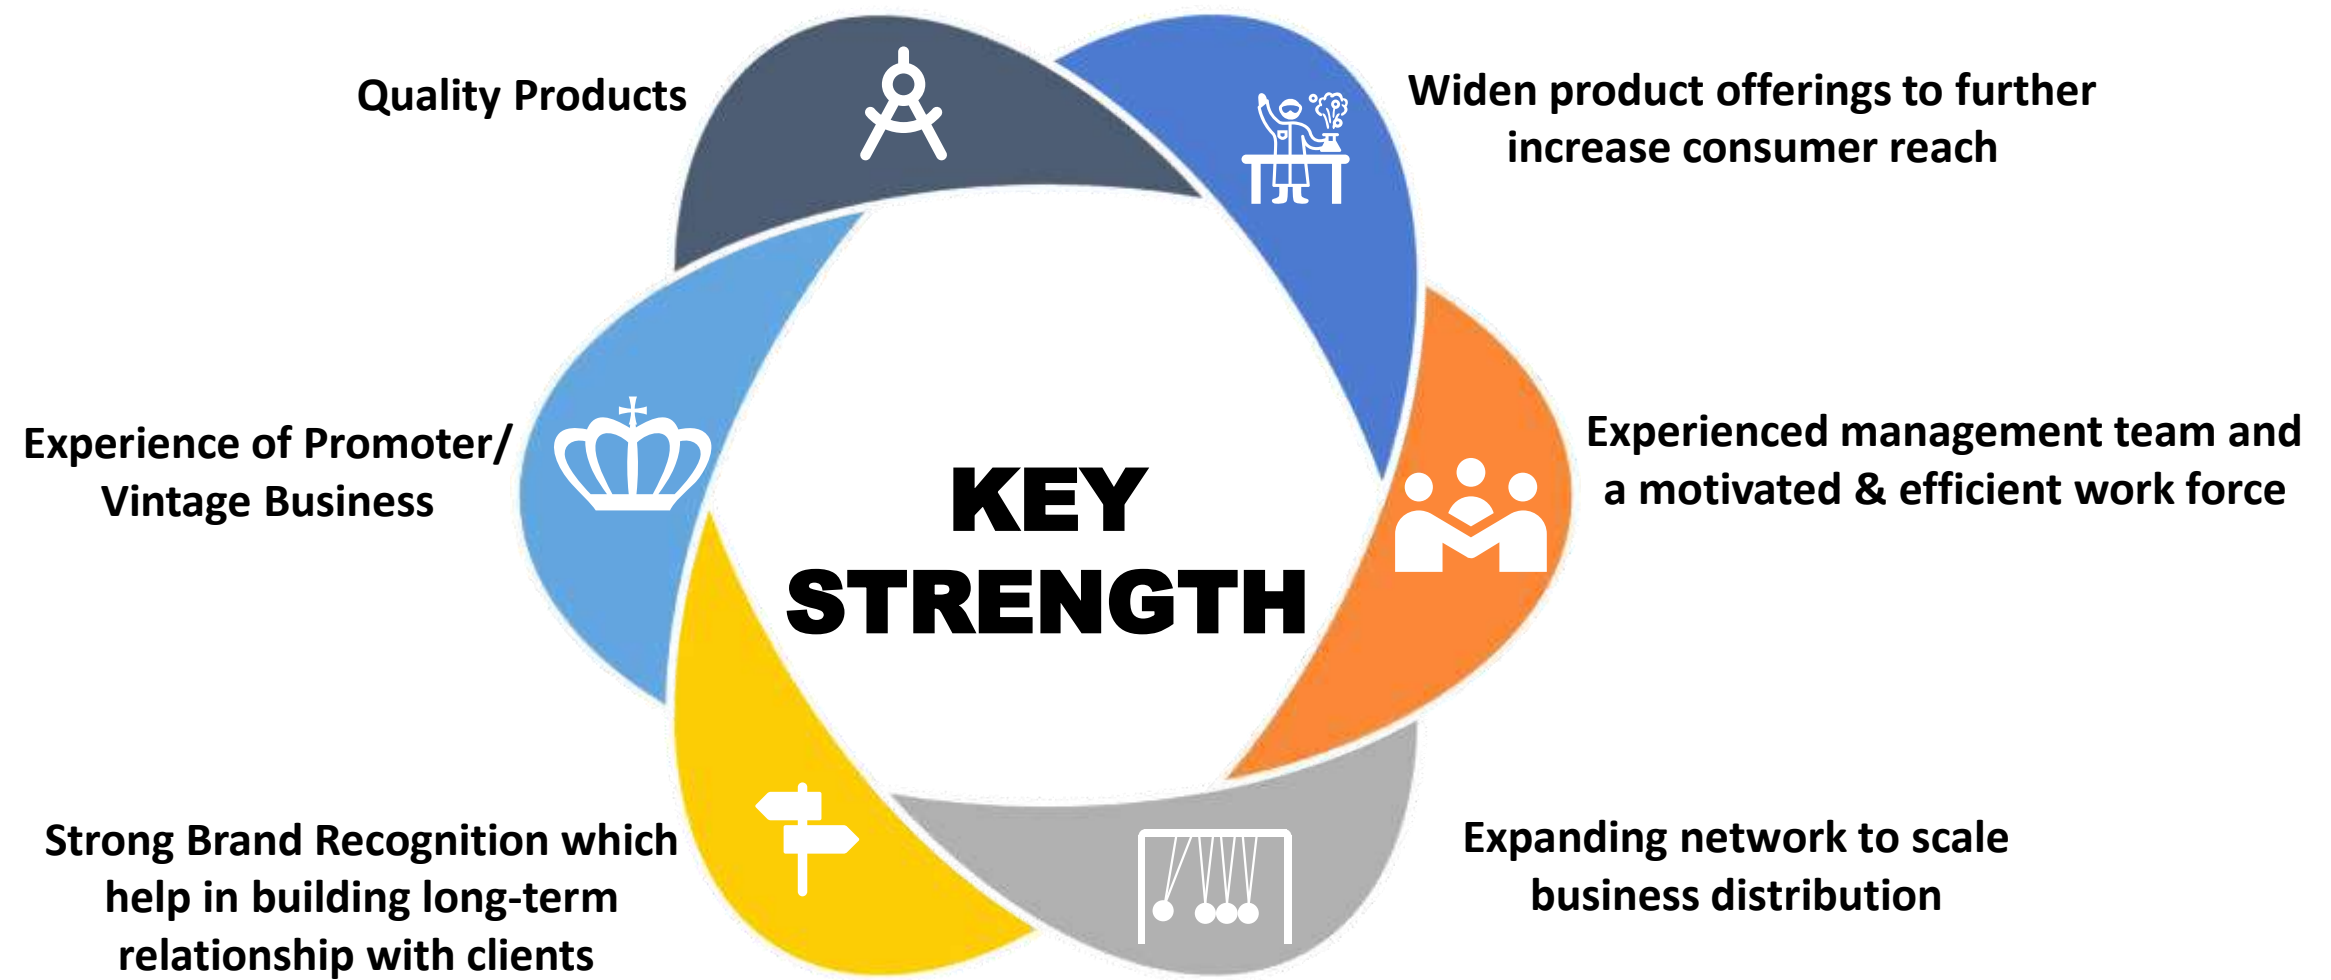 Quality Products
Widen product offerings to further
increase consumer reach
Experience of Promoter/
Vintage Business
KEY
STRENGTH
Experienced management team and
a motivated & efficient work force
Strong Brand Recognition which
help in building long-term
relationship with clients
Expanding network to scale
business distribution